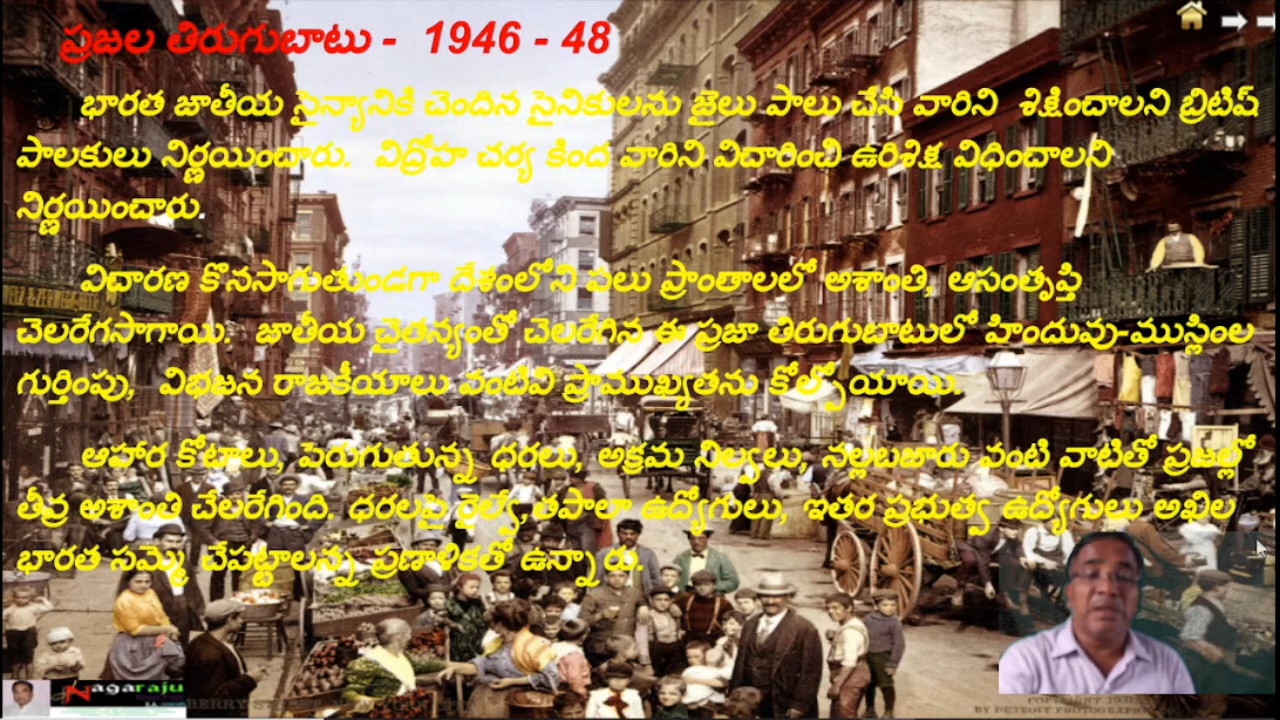 ప్రజల తిరుగుబాటు - 1946 - 48
భారత జాతీయ సైన్యానికి చెందిన సైనికులను జైలు పాలు చేసి వారిని శిక్షించాలని బ్రిటిష్
పాలకులు నిర్ణయించారు. విద్రోహ చర్య కింద వారిని విచారించి ఉరిశిక్ష విధించాలని
నిర్ణయించారు.
విచారణ కొనసాగుతుండగా దేశంలోని పలు ప్రాంతాలలో అశాంతి, ఆసంతృప్తి
చెలరేగసాగాయి. జాతీయ చైతన్యంతో చెలరేగిన ఈ ప్రజా తిరుగుబాటులో హిందువు-ముస్లింల
గుర్తింపు, విభజన రాజకీయాలు వంటివి ప్రాముఖ్యతను కోల్పోయాయి.
ఆహార కోటాలు, పెరుగుతున్న ధరలు, అక్రమ నిల్వలు, నల్లబజారు వంటి వాటితో ప్రజల్లో
తీవ్ర అశాంతి చేలరేగింది. ధరలపై రైల్వే, తపాలా ఉద్యోగులు, ఇతర ప్రభుత్వ ఉద్యోగులు అఖిల
భారత సమ్మె చేపట్టాలన్న ప్రణాళికతో ఉన్నారు.
Nagaraju